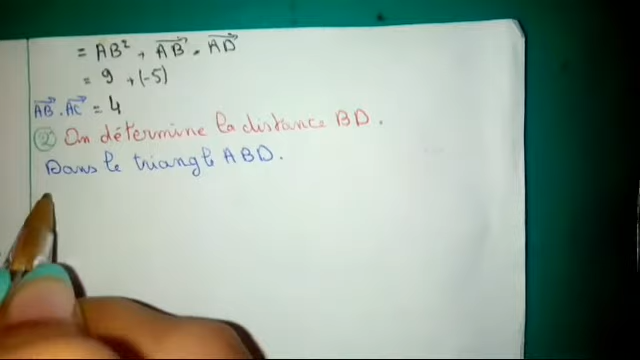 = AB² + AB . AD
= 9 + (-5)
AB . AC = 4
② On détermine la distance BD.
Dans le triangle ABD.